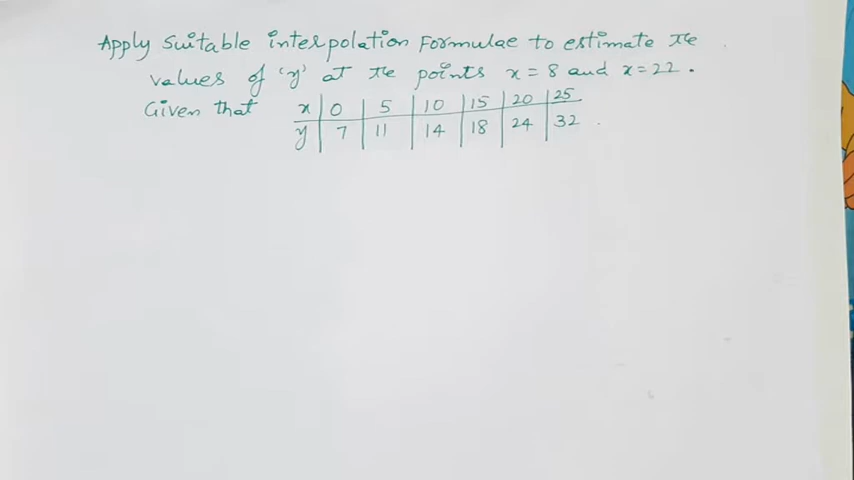 Apply suitable interpolation Formulae to estimate the
values of 'y' at the points x = 8 and x = 22.
Given that x | 0 | 5 | 10 | 15 | 20 | 25
y | 7 | 11 | 14 | 18 | 24 | 32